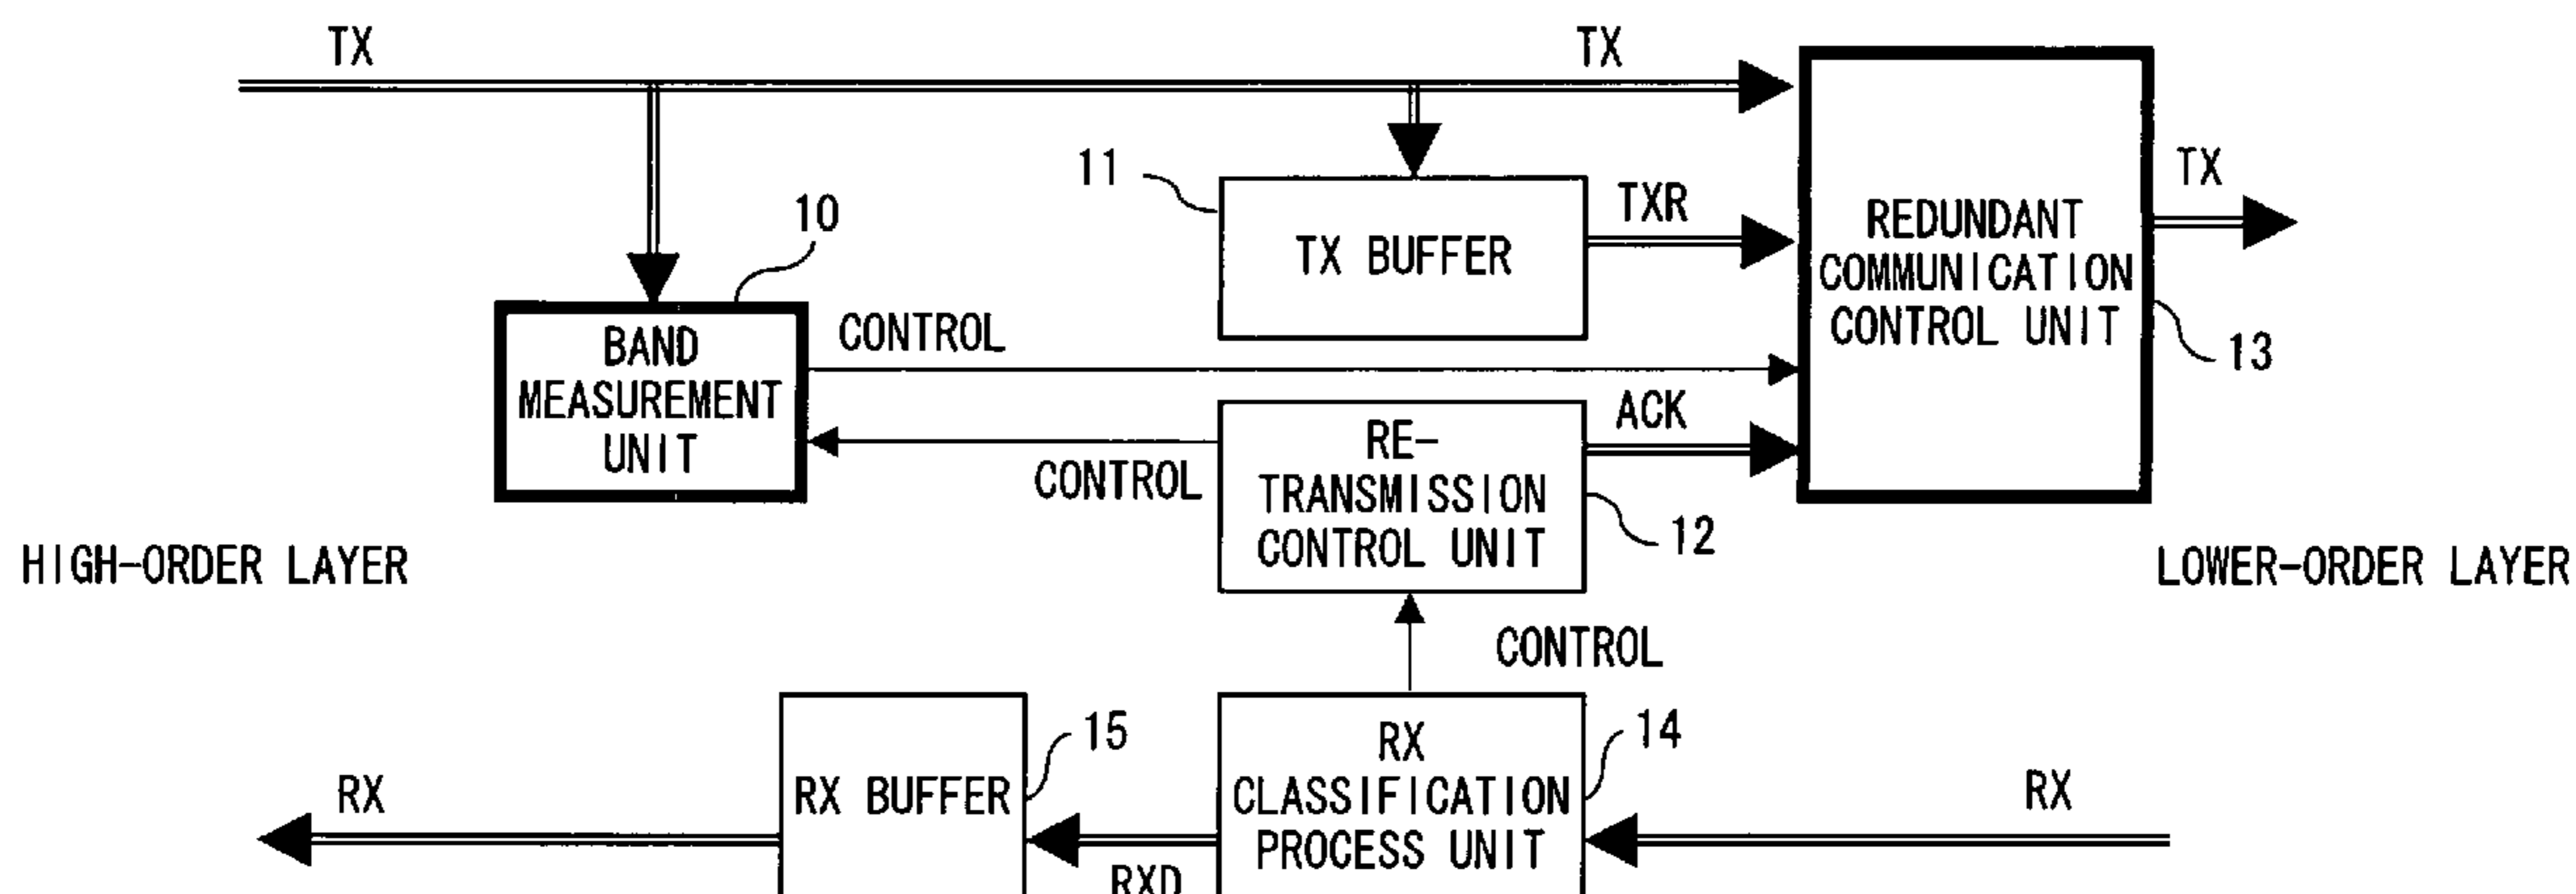 TX
TX
11
TXR
TX
10
TX BUFFER
REDUNDANT
COMMUNICATION
CONTROL UNIT
13
BAND
MEASUREMENT
UNIT
CONTROL
ACK
CONTROL
RE-
TRANSMISSION
CONTROL UNIT
12
HIGH-ORDER LAYER
LOWER-ORDER LAYER
CONTROL
RX
RX BUFFER
15
RX
CLASSIFICATION
PROCESS UNIT
14
RX
RXD